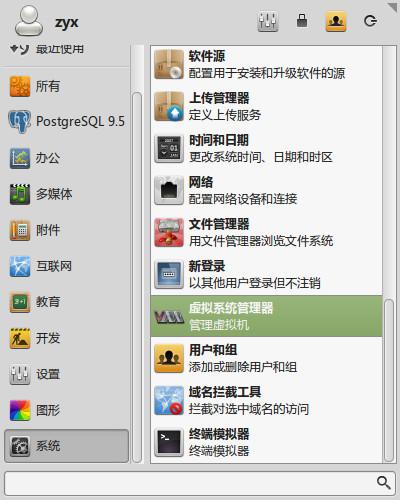 zyx
最近使用
所有
PostgreSQL 9.5
办公
多媒体
附件
互联网
教育
开发
设置
图形
系统
软件源
配置用于安装和升级软件的源
上传管理器
定义上传服务
时间和日期
更改系统时间、日期和时区
网络
配置网络设备和连接
文件管理器
用文件管理器浏览文件系统
新登录
以其他用户登录但不注销
虚拟系统管理器
管理虚拟机
用户和组
添加或删除用户和组
域名拦截工具
拦截对选中域名的访问
终端模拟器
终端模拟器